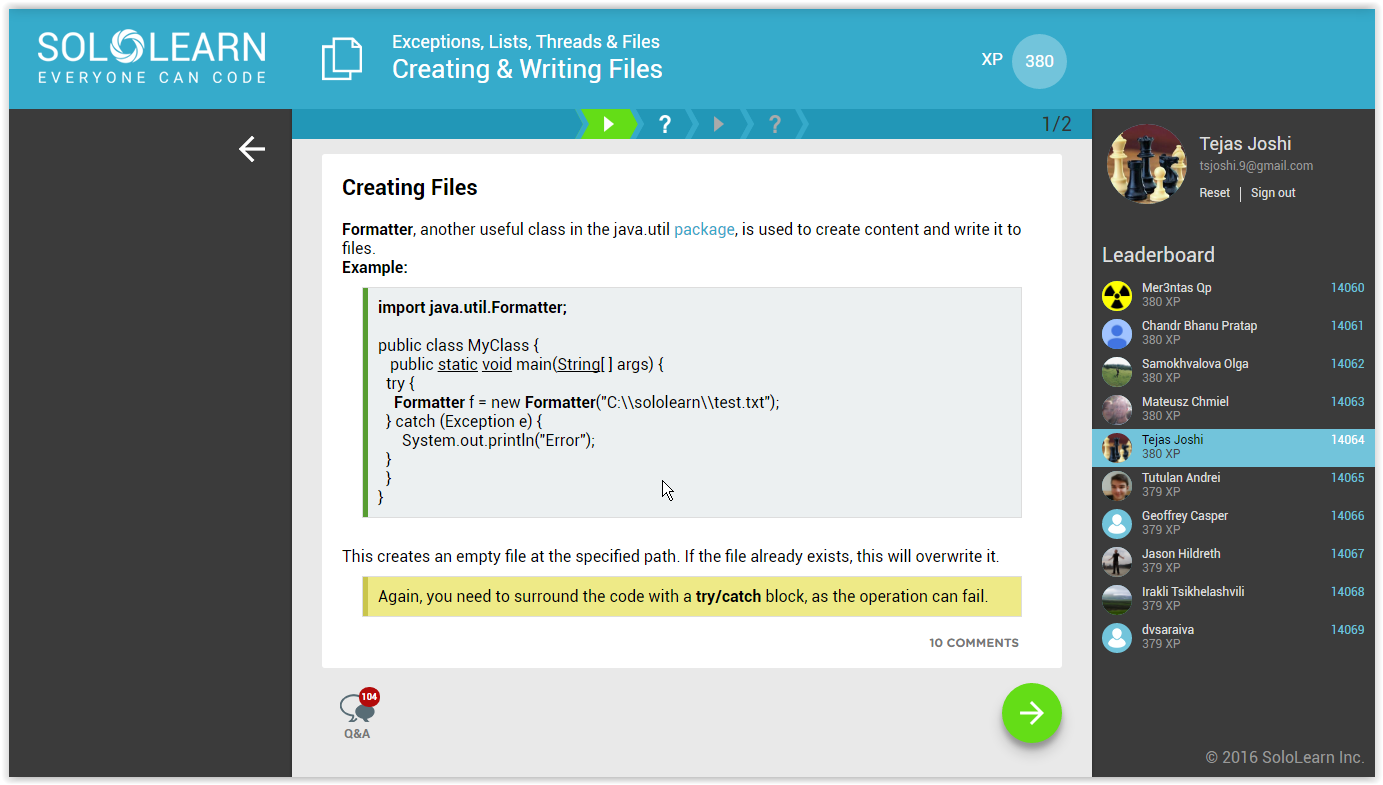 SOLOLEARN
EVERYONE CAN CODE
Exceptions, Lists, Threads & Files
Creating & Writing Files
XP 380
? ? 1/2
Creating Files
Formatter, another useful class in the java.util package, is used to create content and write it to
files.
Example:
import java.util.Formatter;
public class MyClass {
public static void main(String[ ] args) {
try {
Formatter f = new Formatter("C:\\sololearn\\test.txt");
} catch (Exception e) {
System.out.println("Error");
}
}
}
This creates an empty file at the specified path. If the file already exists, this will overwrite it.
Again, you need to surround the code with a try/catch block, as the operation can fail.
10 COMMENTS
104
Q&A
Tejas Joshi
tsjoshi.9@gmail.com
Reset | Sign out
Leaderboard
Mer3ntas Qp 14060
380 XP
Chandr Bhanu Pratap 14061
380 XP
Samokhvalova Olga 14062
380 XP
Mateusz Chmiel 14063
380 XP
Tejas Joshi 14064
380 XP
Tutulan Andrei 14065
379 XP
Geoffrey Casper 14066
379 XP
Jason Hildreth 14067
379 XP
Irakli Tsikhelashvili 14068
379 XP
dvsaraiva 14069
379 XP
© 2016 SoloLearn Inc.